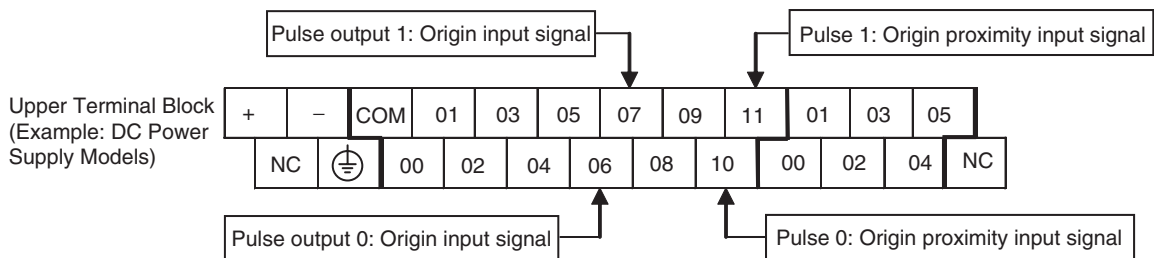 Pulse output 1: Origin input signal
Pulse 1: Origin proximity input signal
Upper Terminal Block
(Example: DC Power
Supply Models)
+ − COM 01 03 05 07 09 11 01 03 05
NC 00 02 04 06 08 10 00 02 04 NC
Pulse output 0: Origin input signal
Pulse 0: Origin proximity input signal